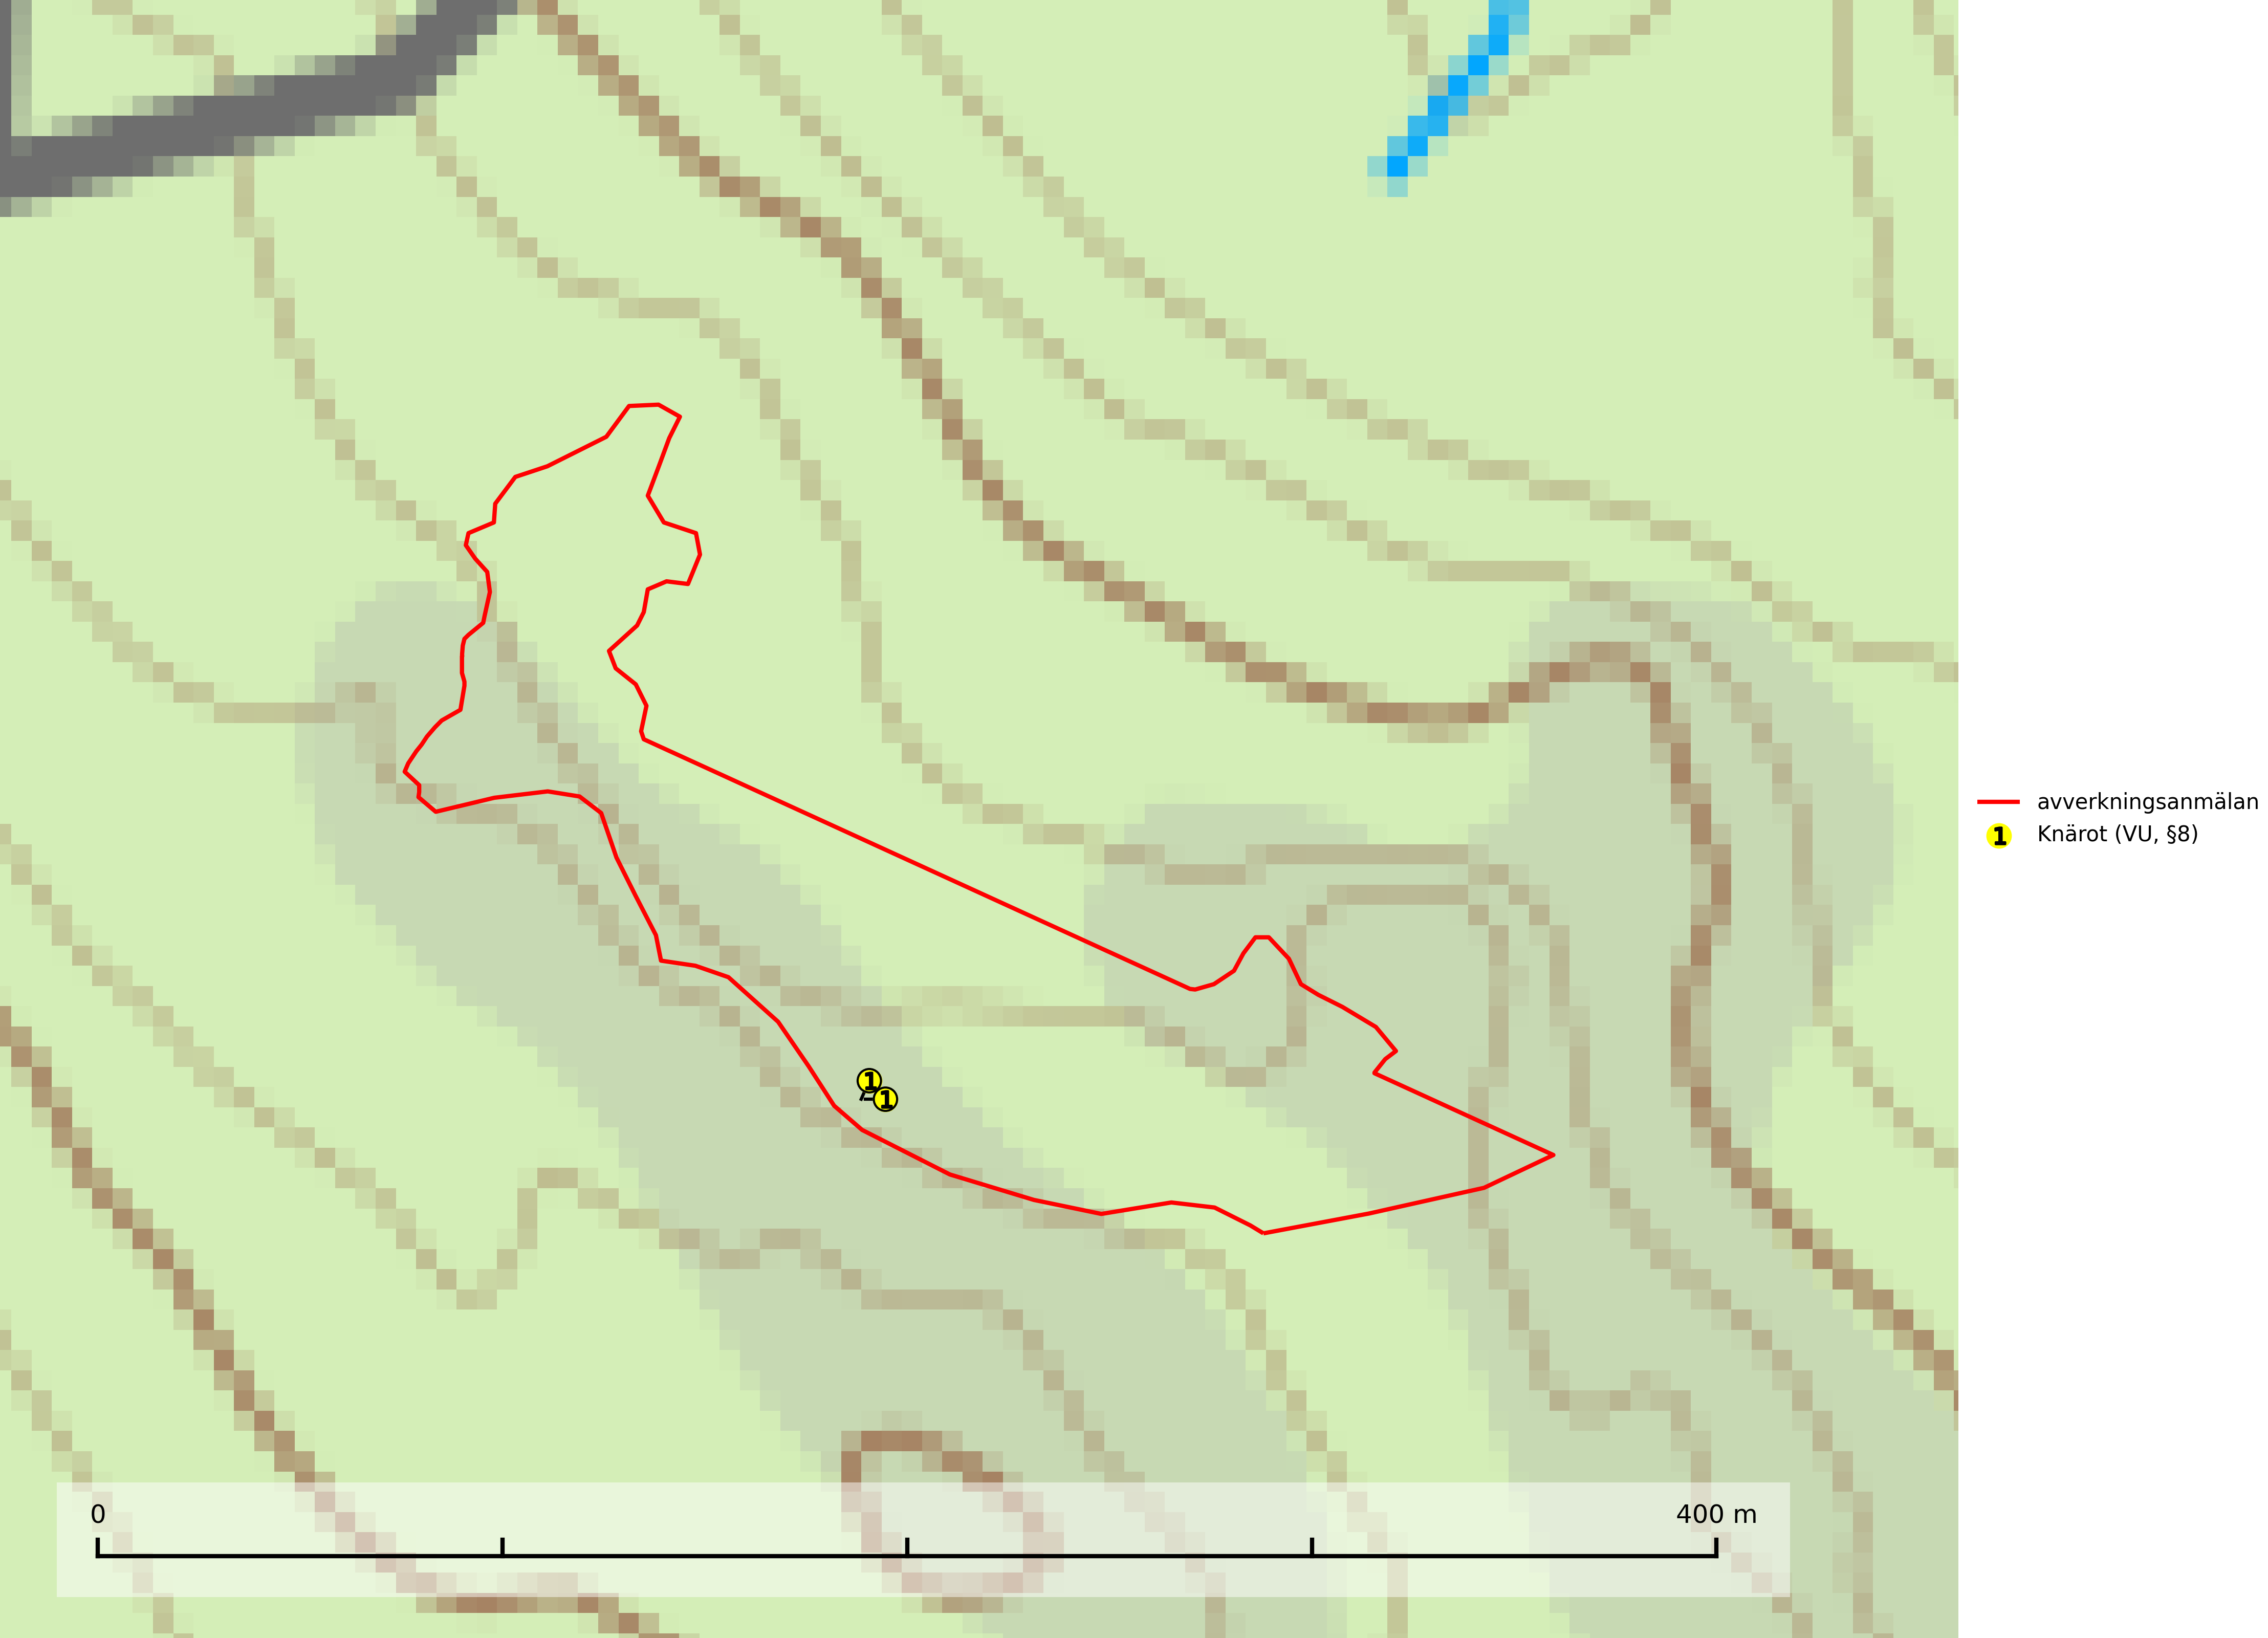 avverkningsanmälan
1 Knärot (VU, §8)
1
1
0 400 m